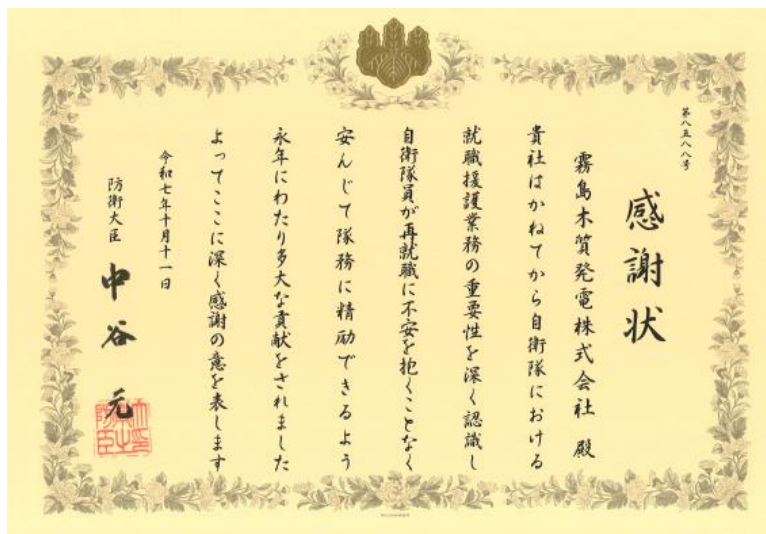 第八五八八号
感謝状
霧島木質発電株式会社 殿
貴社はかねてから自衛隊における
就職援護業務の重要性を深く認識し
自衛隊員が再就職に不安を抱くことなく
安んじて隊務に精励できるよう
永年にわたり多大な貢献をされました
よってここに深く感謝の意を表します
令和七年十月十一日
防衛大臣 中谷 元